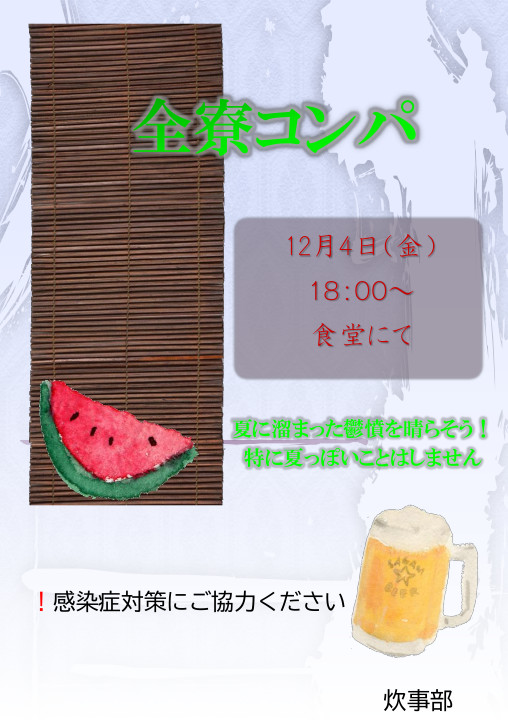 全寮コンパ
12月4日(金)
18:00~
食堂にて
夏に溜まった鬱憤を晴らそう!
特に夏っぽいことはしません
!感染症対策にご協力ください
炊事部